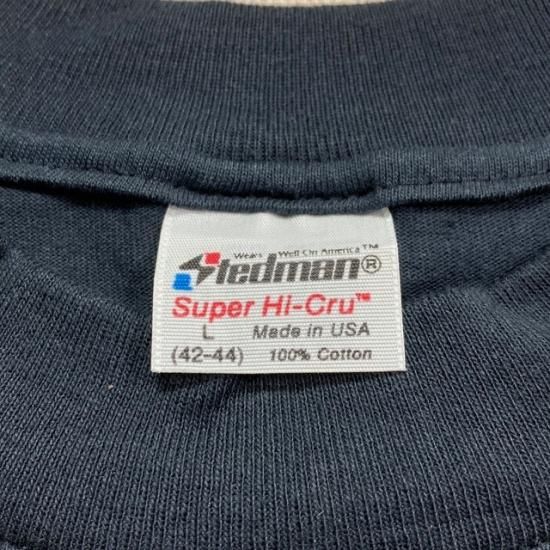 Wears Well On America™
Stedman®
Super Hi-Cru™
L Made in USA
(42-44) 100% Cotton